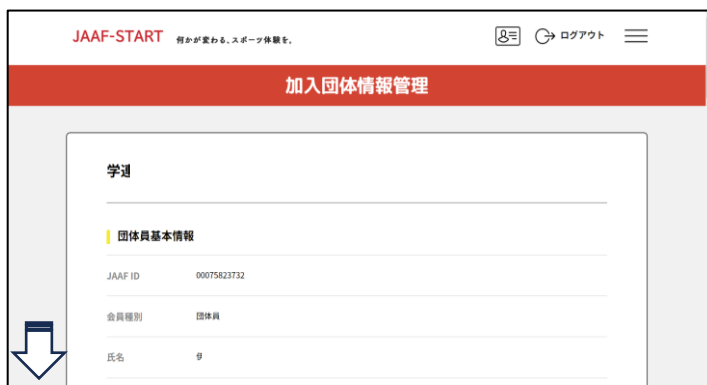 JAAF-START 何かが変わる、スポーツ体験を。
ログアウト
加入団体情報管理
団体員基本情報
JAAF ID 00075823732
会員種別 団体員
氏名